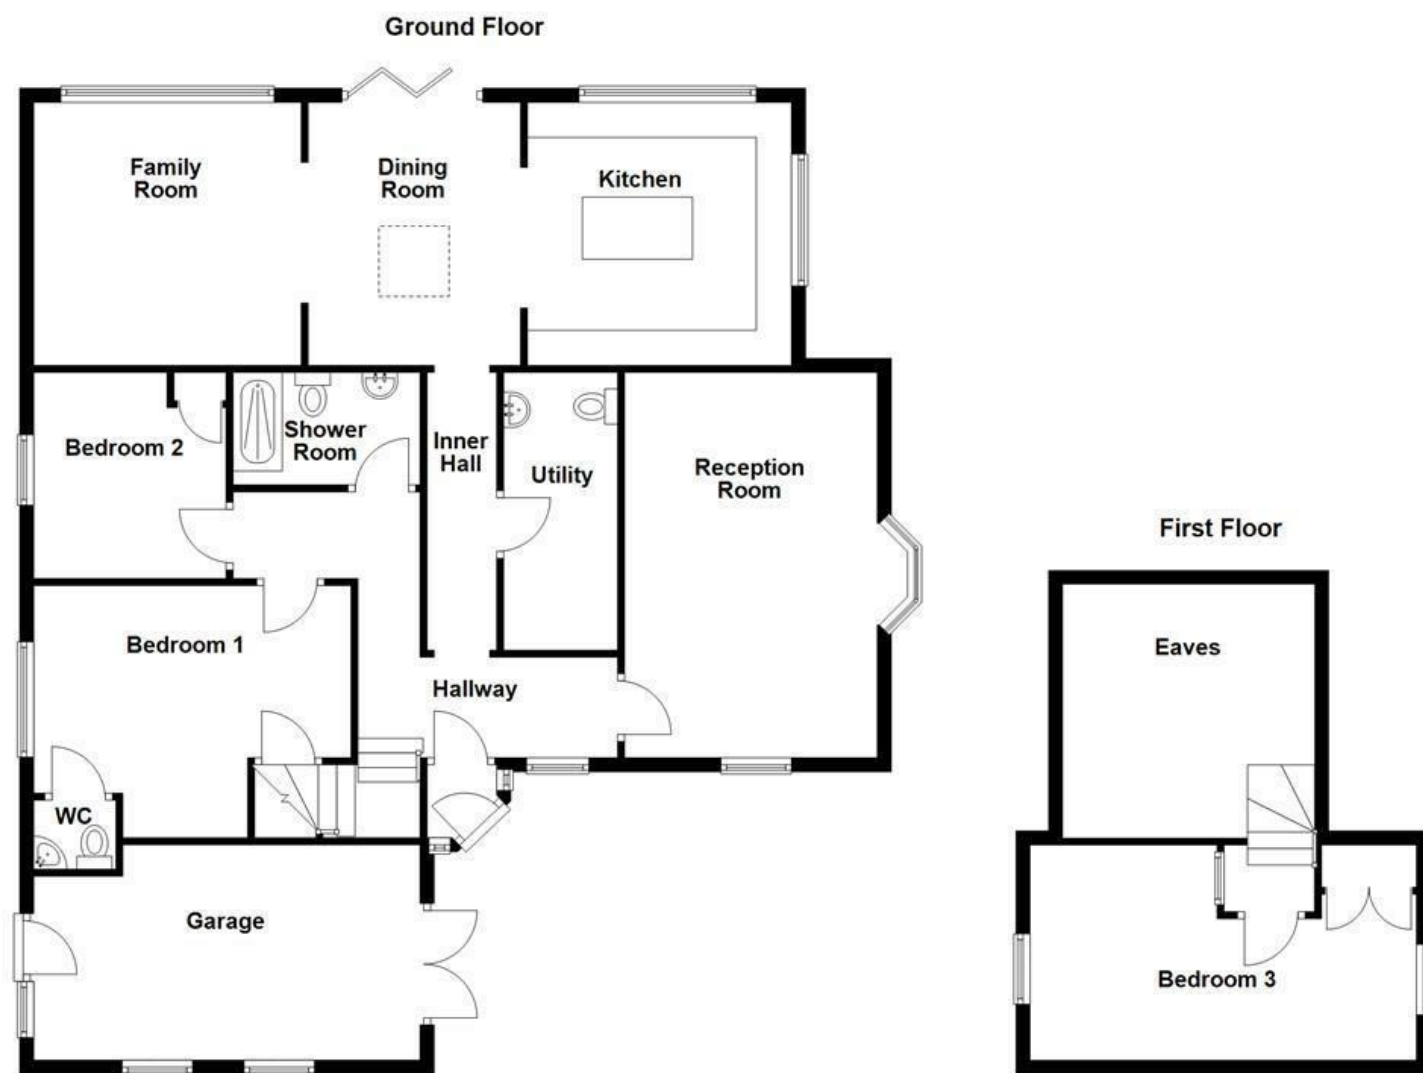 Ground Floor
Family
Room
Dining
Room
Kitchen
Bedroom 2
Shower
Room
Inner
Hall
Utility
Reception
Room
Bedroom 1
Hallway
WC
Garage
First Floor
Eaves
Bedroom 3